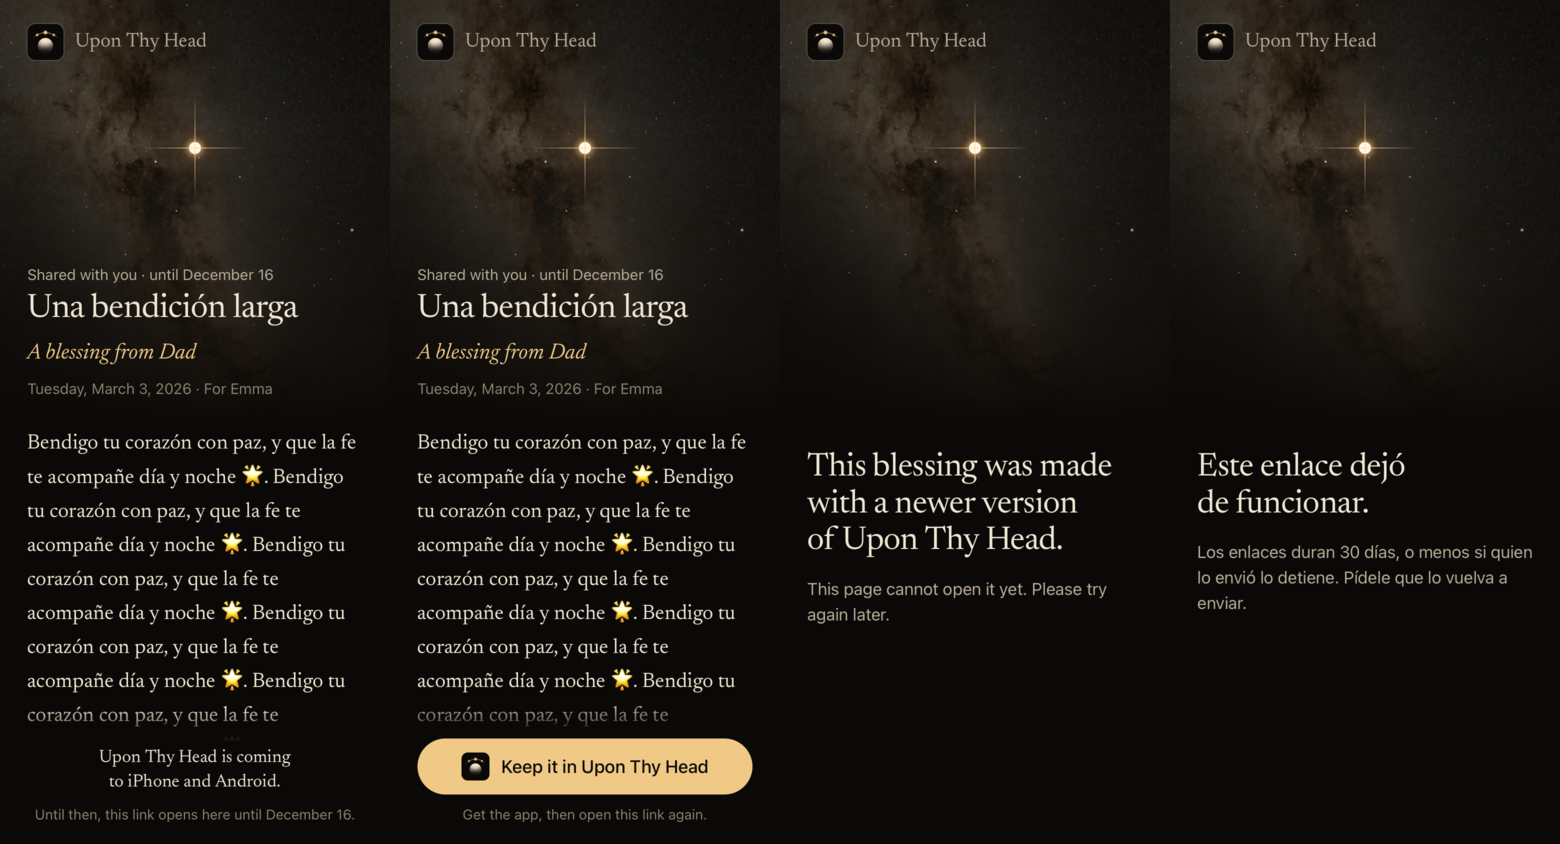 Upon Thy Head
Shared with you · until December 16
Una bendición larga
A blessing from Dad
Tuesday, March 3, 2026 · For Emma
Bendigo tu corazón con paz, y que la fe
te acompañe día y noche 🌟. Bendigo
tu corazón con paz, y que la fe te
acompañe día y noche 🌟. Bendigo tu
corazón con paz, y que la fe te
acompañe día y noche 🌟. Bendigo tu
corazón con paz, y que la fe te
acompañe día y noche 🌟. Bendigo tu
corazón con paz, y que la fe te
Upon Thy Head is coming
to iPhone and Android.
Until then, this link opens here until December 16.
Upon Thy Head
Shared with you · until December 16
Una bendición larga
A blessing from Dad
Tuesday, March 3, 2026 · For Emma
Bendigo tu corazón con paz, y que la fe
te acompañe día y noche 🌟. Bendigo
tu corazón con paz, y que la fe te
acompañe día y noche 🌟. Bendigo tu
corazón con paz, y que la fe te
acompañe día y noche 🌟. Bendigo tu
corazón con paz, y que la fe te
acompañe día y noche 🌟. Bendigo tu
corazón con paz, y que la fe te
Keep it in Upon Thy Head
Get the app, then open this link again.
Upon Thy Head
This blessing was made
with a newer version
of Upon Thy Head.
This page cannot open it yet. Please try
again later.
Upon Thy Head
Este enlace dejó
de funcionar.
Los enlaces duran 30 días, o menos si quien
lo envió lo detiene. Pídele que lo vuelva a
enviar.